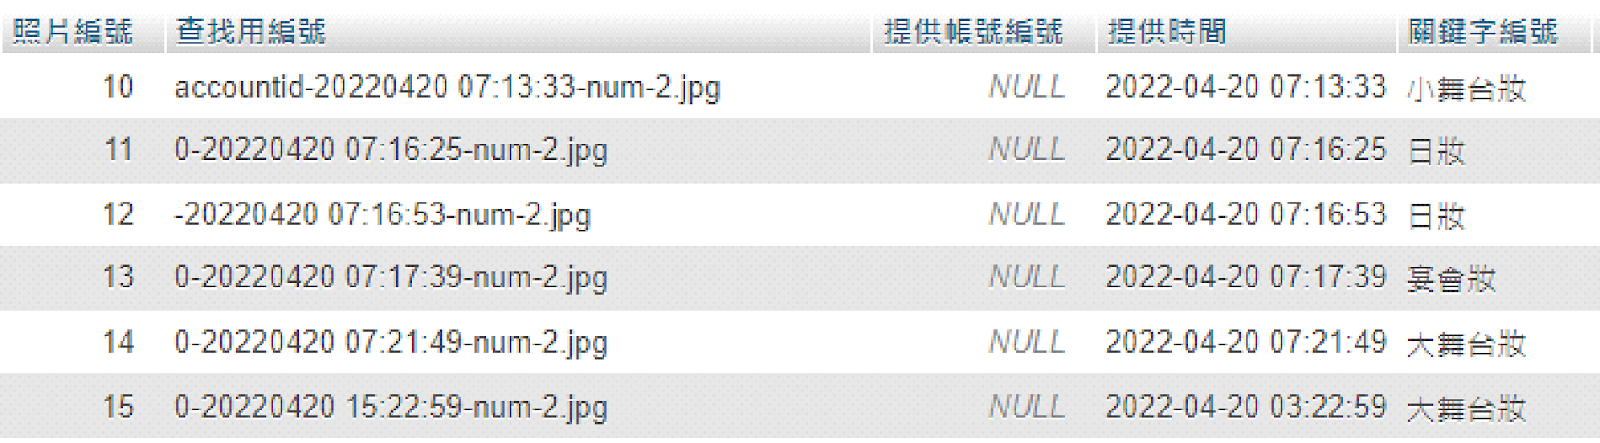 照片編號 查找用編號 提供帳號編號 提供時間 關鍵字編號
10 accountid-20220420 07:13:33-num-2.jpg NULL 2022-04-20 07:13:33 小舞台妝
11 0-20220420 07:16:25-num-2.jpg NULL 2022-04-20 07:16:25 日妝
12 -20220420 07:16:53-num-2.jpg NULL 2022-04-20 07:16:53 日妝
13 0-20220420 07:17:39-num-2.jpg NULL 2022-04-20 07:17:39 宴會妝
14 0-20220420 07:21:49-num-2.jpg NULL 2022-04-20 07:21:49 大舞台妝
15 0-20220420 15:22:59-num-2.jpg NULL 2022-04-20 03:22:59 大舞台妝